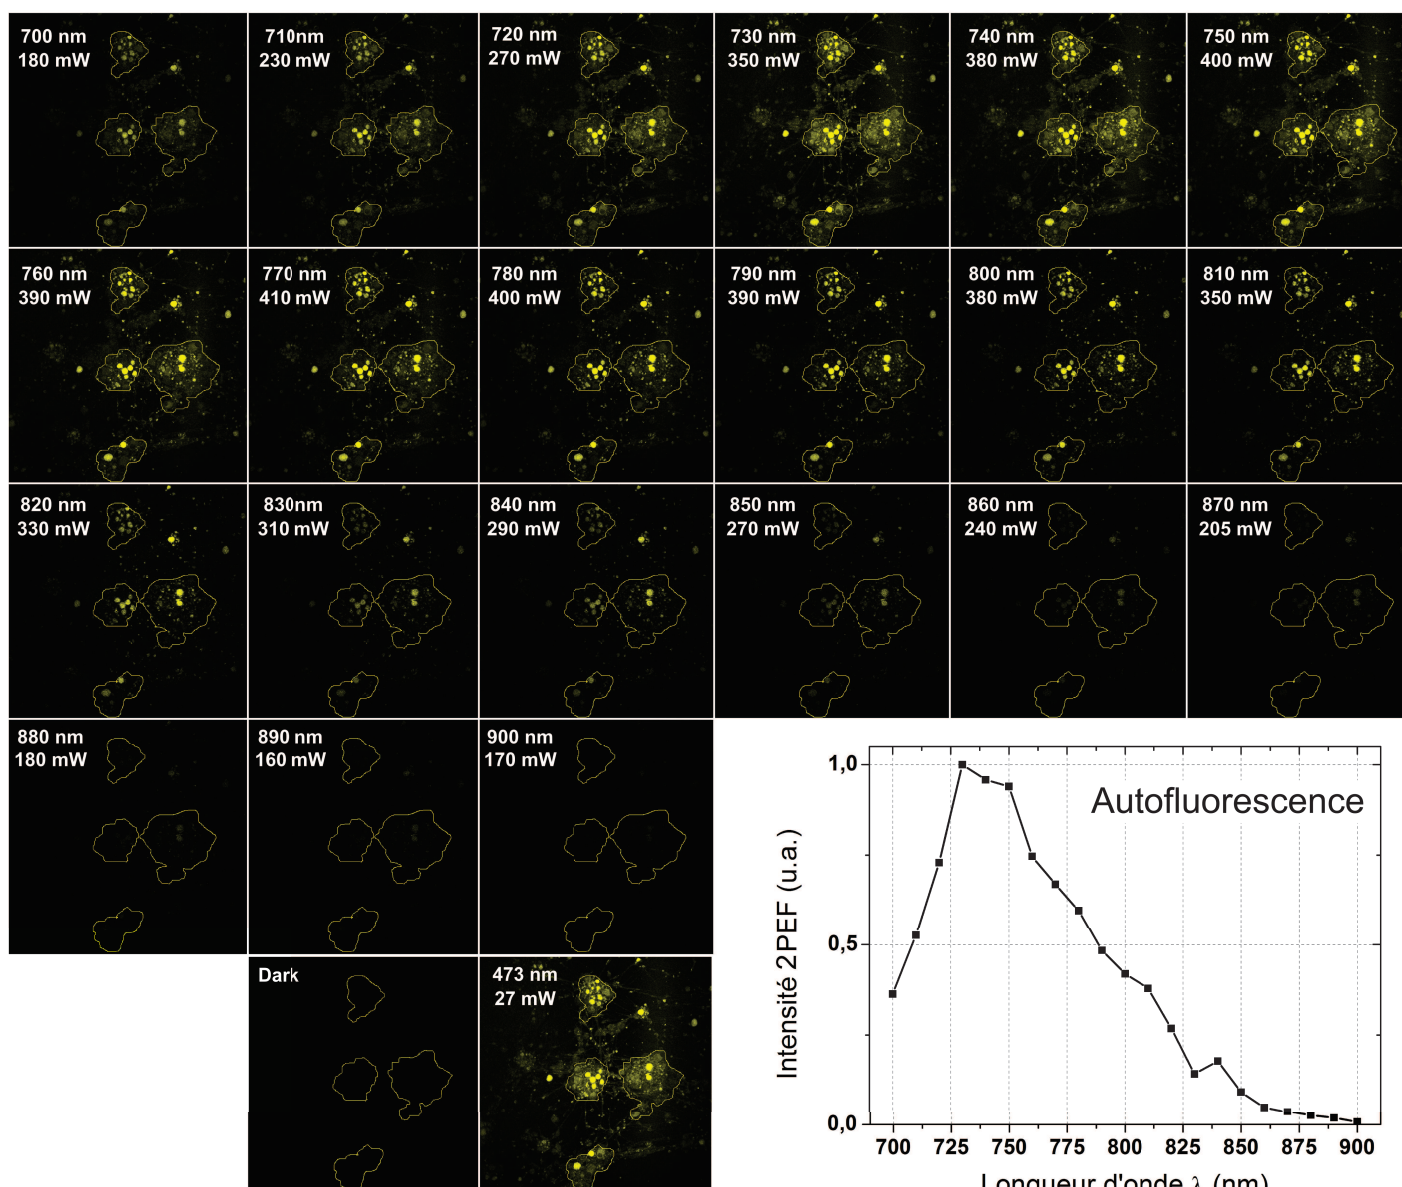 700 nm
180 mW
710nm
230 mW
720 nm
270 mW
730 nm
350 mW
740 nm
380 mW
750 nm
400 mW
760 nm
390 mW
770 nm
410 mW
780 nm
400 mW
790 nm
390 mW
800 nm
380 mW
810 nm
350 mW
820 nm
330 mW
830nm
310 mW
840 nm
290 mW
850 nm
270 mW
860 nm
240 mW
870 nm
205 mW
880 nm
180 mW
890 nm
160 mW
900 nm
170 mW
Dark
473 nm
27 mW
Autofluorescence
Intensité 2PEF (u.a.)
1,0
0,5
0,0
700 725 750 775 800 825 850 875 900
Longueur d'onde λ (nm)